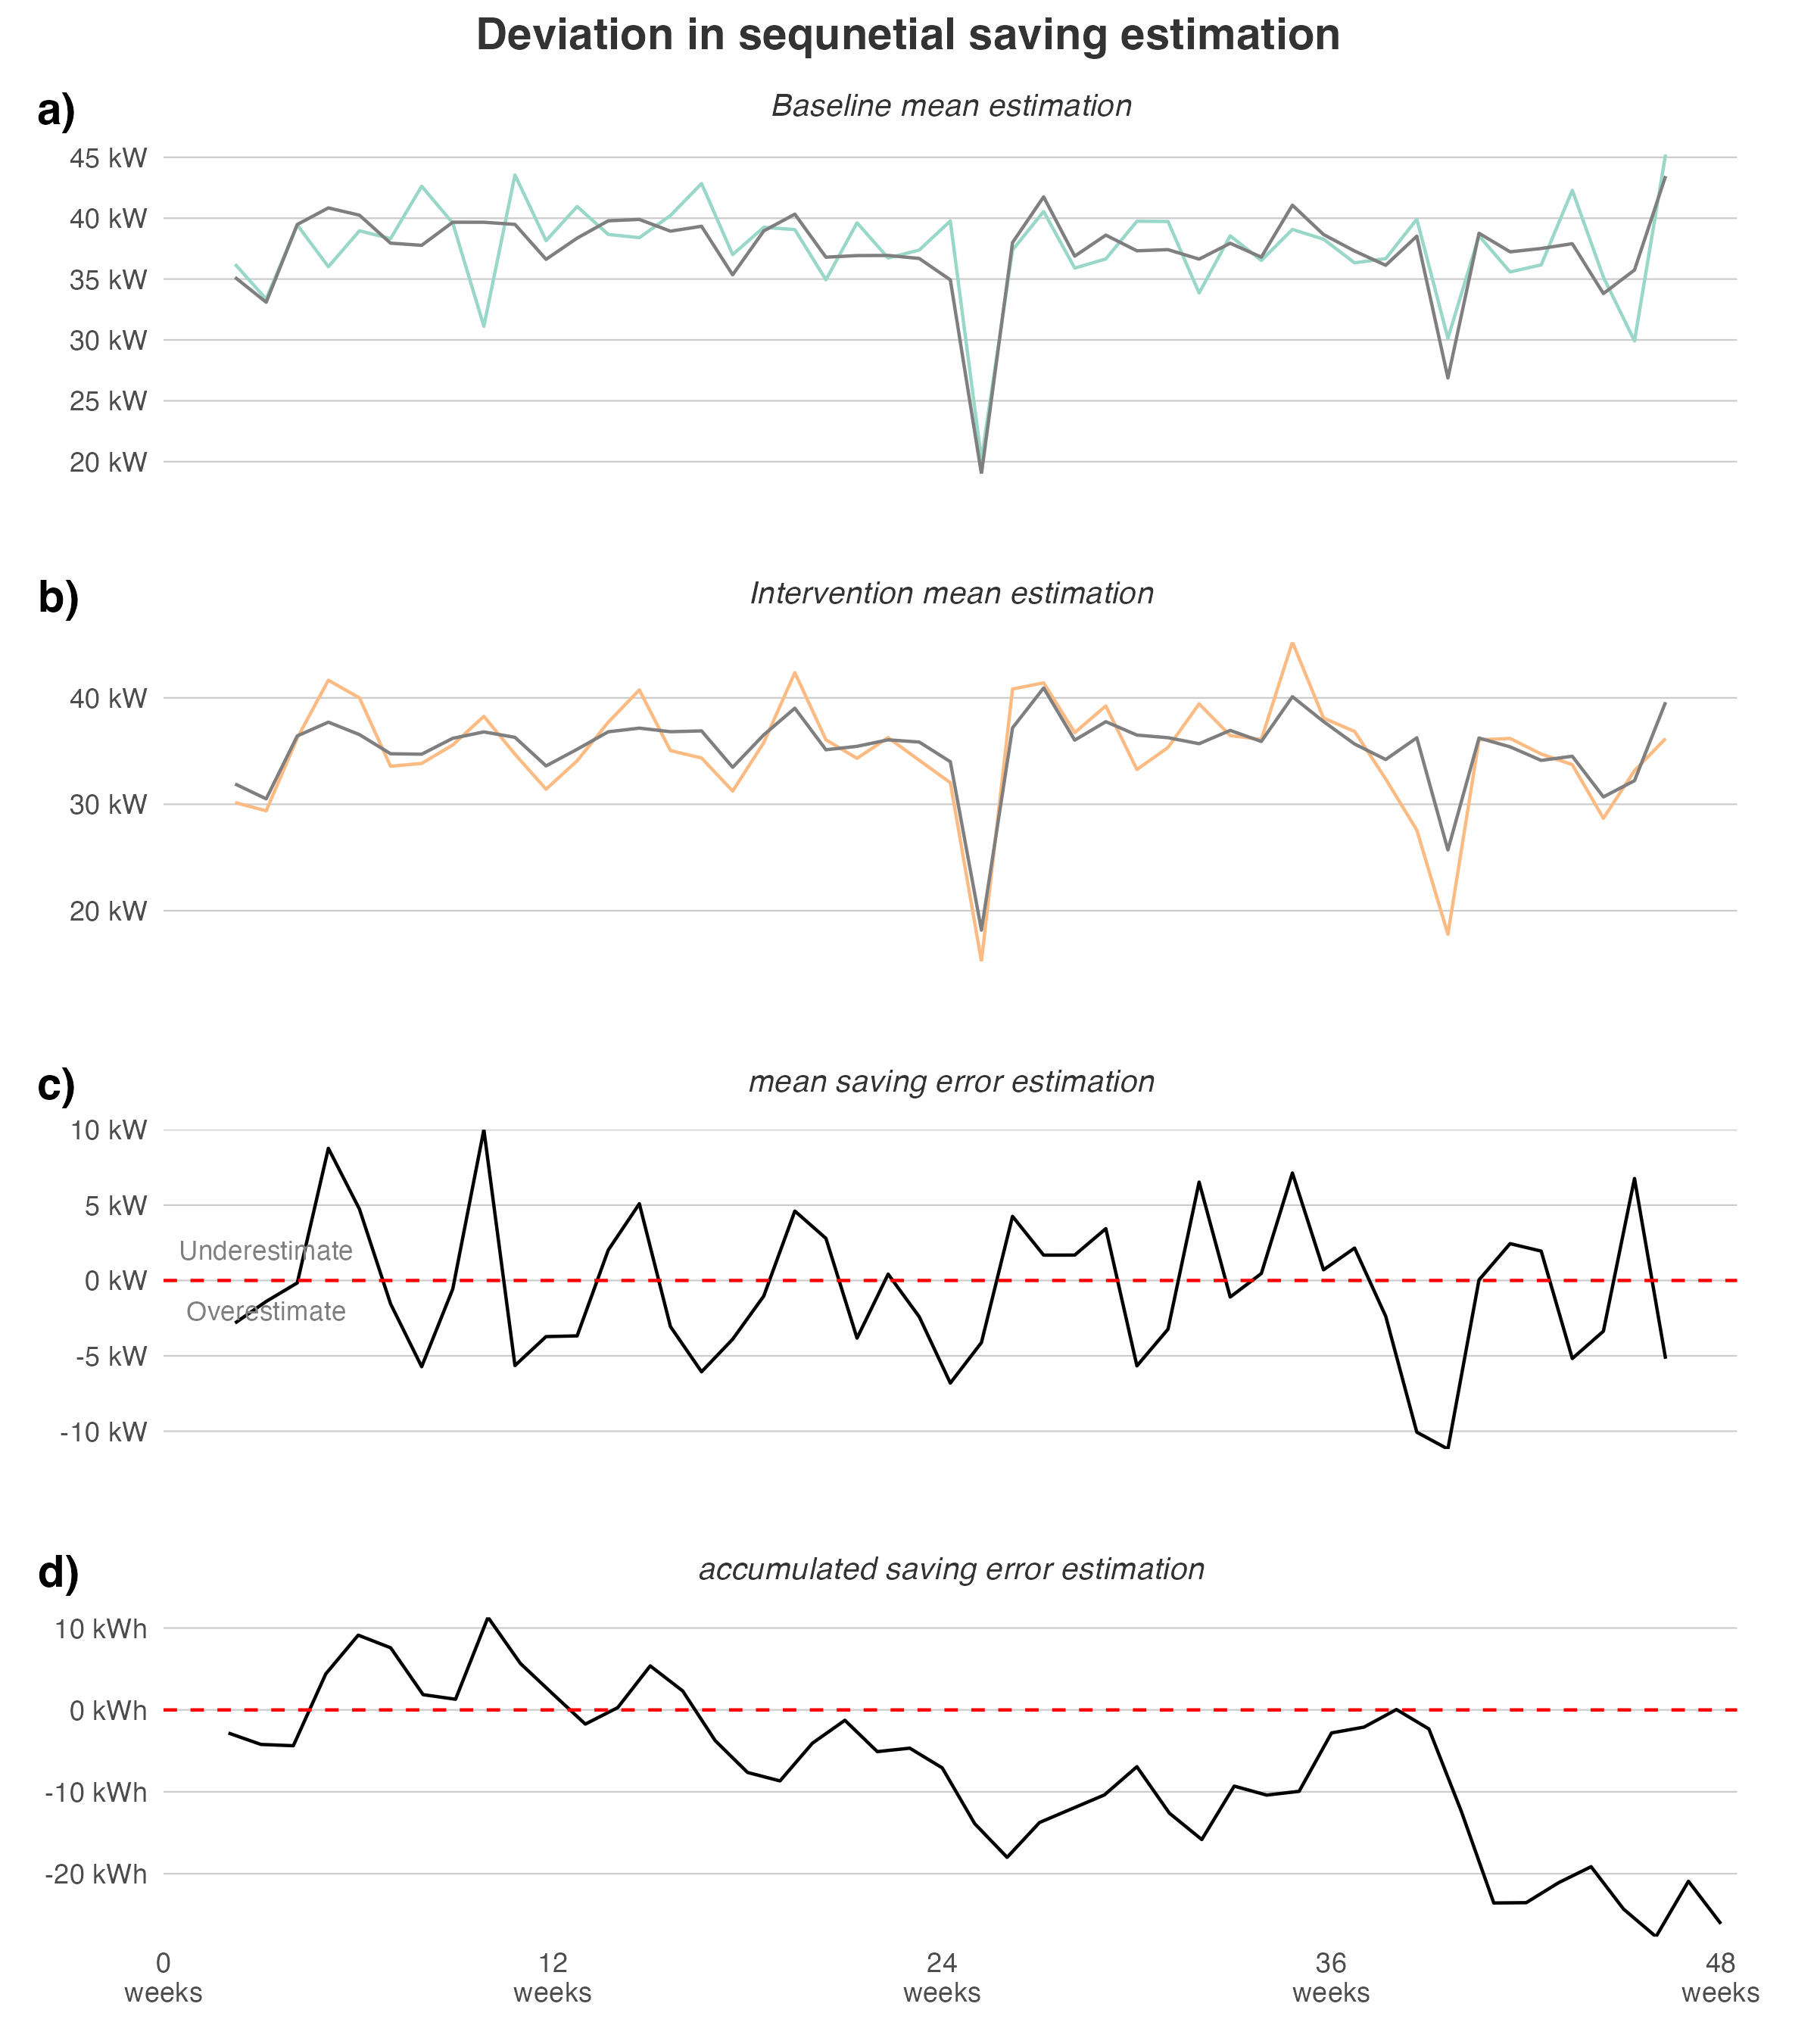 Deviation in sequnetial saving estimation
a)
Baseline mean estimation
45 kW
40 kW
35 kW
30 kW
25 kW
20 kW
b)
Intervention mean estimation
40 kW
30 kW
20 kW
c)
mean saving error estimation
10 kW
5 kW
Underestimate
0 kW
Overestimate
-5 kW
-10 kW
d)
accumulated saving error estimation
10 kWh
0 kWh
-10 kWh
-20 kWh
0 12 24 36 48
weeks weeks weeks weeks weeks